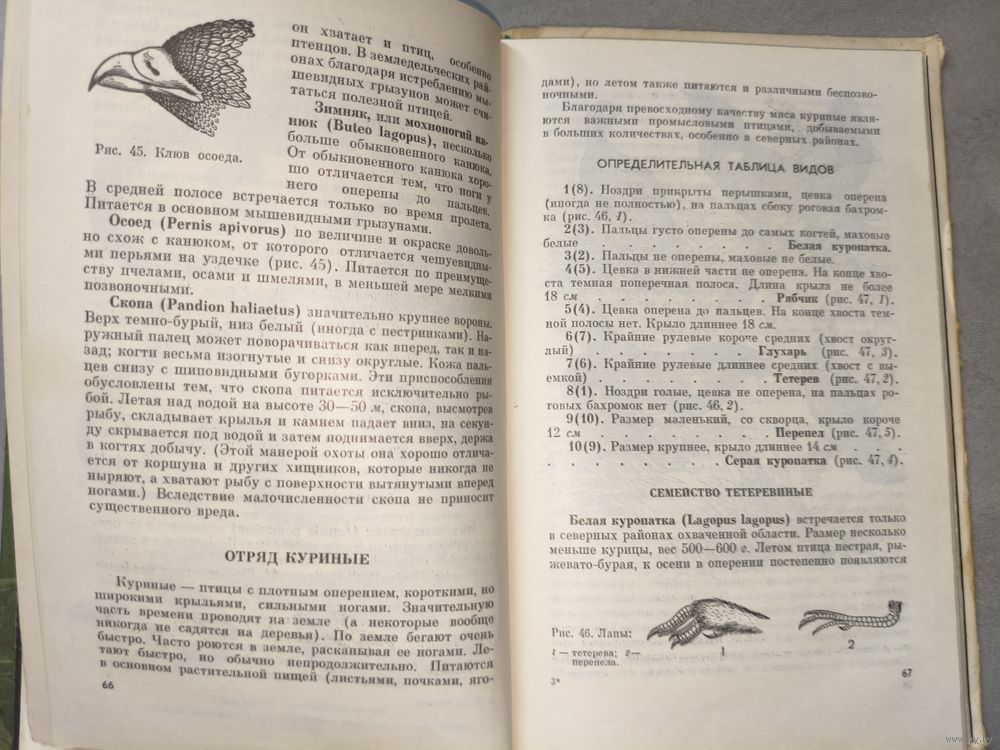 он хватает и птиц, особенно
птенцов. В земледельческих рай-
онах благодаря истреблению мы-
шевидных грызунов может счи-
таться полезной птицей.
Зимняк, или мохноногий ка-
нюк (Buteo lagopus), несколько
больше обыкновенного канюка.
От обыкновенного канюка хоро-
шо отличается тем, что ноги у
него оперены до пальцев.
Рис. 45. Клюв осоеда.
В средней полосе встречается только во время пролета.
Питается в основном мышевидными грызунами.
Осоед (Pernis apivorus) по величине и окраске доволь-
но схож с канюком, от которого отличается чешуевидны-
ми перьями на уздечке (рис. 45). Питается по преимуще-
ству пчелами, осами и шмелями, в меньшей мере мелкими
позвоночными.
Скопа (Pandion haliaetus) значительно крупнее вороны.
Верх темно-бурый, низ белый (иногда с пестринками). На-
ружный палец может поворачиваться как вперед, так и на-
зад; когти весьма изогнутые и снизу округлые. Кожа паль-
цев снизу с шиповидными бугорками. Эти приспособления
обусловлены тем, что скопа питается исключительно ры-
бой. Летая над водой на высоте 30—50 м, скопа, высмотрев
рыбу, складывает крылья и камнем падает вниз, на секун-
ду скрывается под водой и затем поднимается вверх, держа
в когтях добычу. (Этой манерой охоты она хорошо отлича-
ется от коршуна и других хищников, которые никогда не
ныряют, а хватают рыбу с поверхности вытянутыми вперед
ногами.) Вследствие малочисленности скопа не приносит
существенного вреда.
ОТРЯД КУРИНЫЕ
Куриные — птицы с плотным оперением, короткими, но
широкими крыльями, сильными ногами. Значительную
часть времени проводят на земле (а некоторые вообще
никогда не садятся на деревья). По земле бегают очень
быстро. Часто роются в земле, раскапывая ее ногами. Ле-
тают быстро, но обычно непродолжительно. Питаются
в основном растительной пищей (листьями, почками, яго-
66
дами), но летом также питаются и различными беспозво-
ночными.
Благодаря превосходному качеству мяса куриные явля-
ются важными промысловыми птицами, добываемыми
в больших количествах, особенно в северных районах.
ОПРЕДЕЛИТЕЛЬНАЯ ТАБЛИЦА ВИДОВ
1(8). Ноздри прикрыты перышками, цевка оперена
(иногда не полностью), на пальцах сбоку роговая бахром-
ка (рис. 46, 1).
2(3). Пальцы густо оперены до самых когтей, маховые
белые . . . . . . . . Белая куропатка.
3(2). Пальцы не оперены, маховые не белые.
4(5). Цевка в нижней части не оперена. На конце хво-
ста темная поперечная полоса. Длина крыла не более
18 см . . . . . . . . Рябчик (рис. 47, 1).
5(4). Цевка оперена до пальцев. На конце хвоста тем-
ной полосы нет. Крыло длиннее 18 см.
6(7). Крайние рулевые короче средних (хвост округ-
лый) . . . . . . . Глухарь (рис. 47, 3).
7(6). Крайние рулевые длиннее средних (хвост с вы-
емкой) . . . . . . . . Тетерев (рис. 47, 2).
8(1). Ноздри голые, цевка не оперена, на пальцах ро-
говых бахромок нет (рис. 46, 2).
9(10). Размер маленький, со скворца, крыло короче
12 см . . . . . . . . Перепел (рис. 47, 5).
10(9). Размер крупнее, крыло длиннее 14 см . . .
. . . . . . . . Серая куропатка (рис. 47, 4).
СЕМЕЙСТВО ТЕТЕРЕВИНЫЕ
Белая куропатка (Lagopus lagopus) встречается только
в северных районах охваченной области. Размер несколько
меньше курицы, вес 500—600 г. Летом птица пестрая, ры-
жевато-бурая, к осени в оперении постепенно появляются
Рис. 46. Лапы:
1 — тетерева; 2—
перепела.
1
2
3*
67
www.ay.by